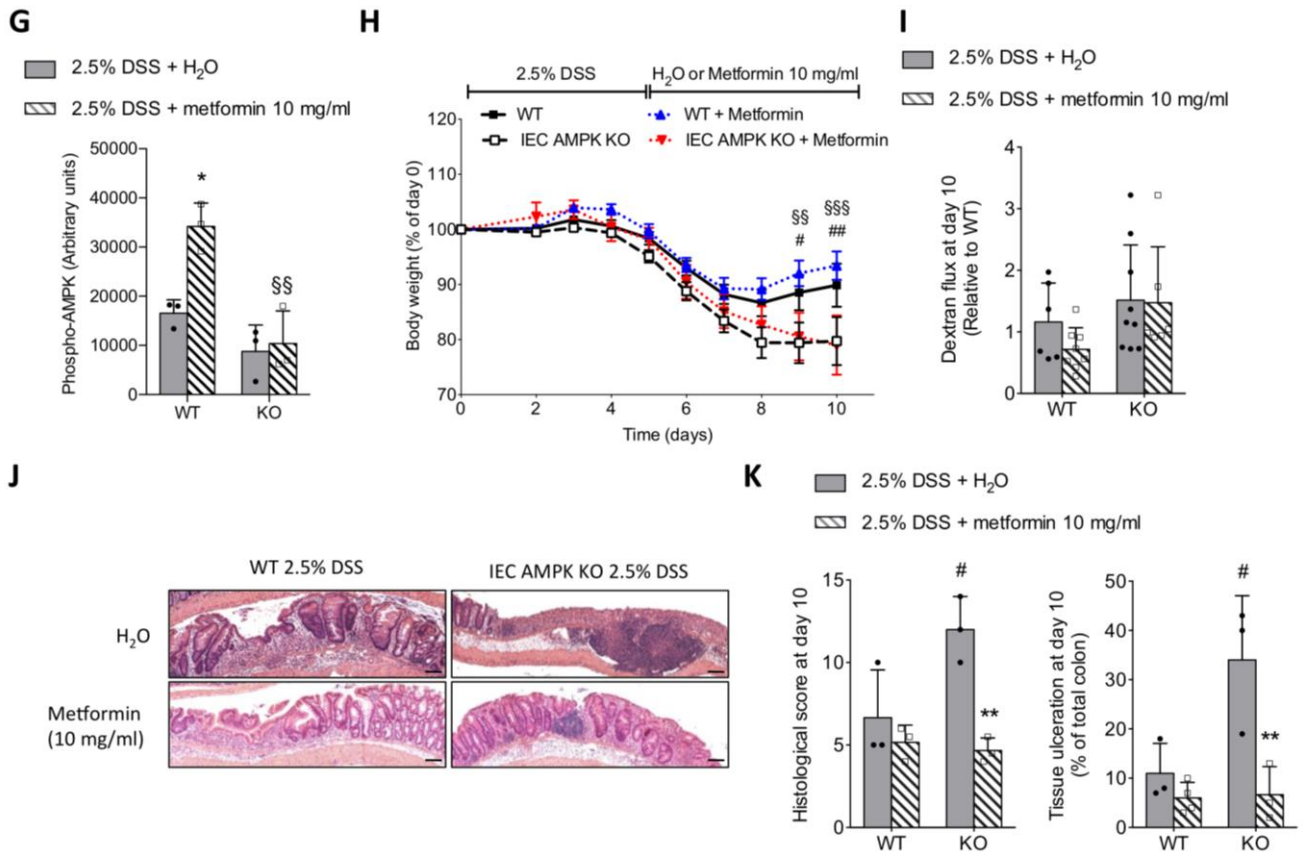 G
2.5% DSS + H2O
2.5% DSS + metformin 10 mg/ml
Phospho-AMPK (Arbitrary units)
50000
40000
30000
20000
10000
0
*
§§
WT
KO
H
2.5% DSS
H2O or Metformin 10 mg/ml
WT
WT + Metformin
IEC AMPK KO
IEC AMPK KO + Metformin
Body weight (% of day 0)
120
110
100
90
80
70
§§
#
§§§
##
0
2
4
6
8
10
Time (days)
I
2.5% DSS + H2O
2.5% DSS + metformin 10 mg/ml
Dextran flux at day 10
(Relative to WT)
4
3
2
1
0
WT
KO
J
WT 2.5% DSS
IEC AMPK KO 2.5% DSS
H2O
Metformin
(10 mg/ml)
K
2.5% DSS + H2O
2.5% DSS + metformin 10 mg/ml
Histological score at day 10
15
10
5
0
#
**
WT
KO
Tissue ulceration at day 10
(% of total colon)
50
40
30
20
10
0
#
**
WT
KO